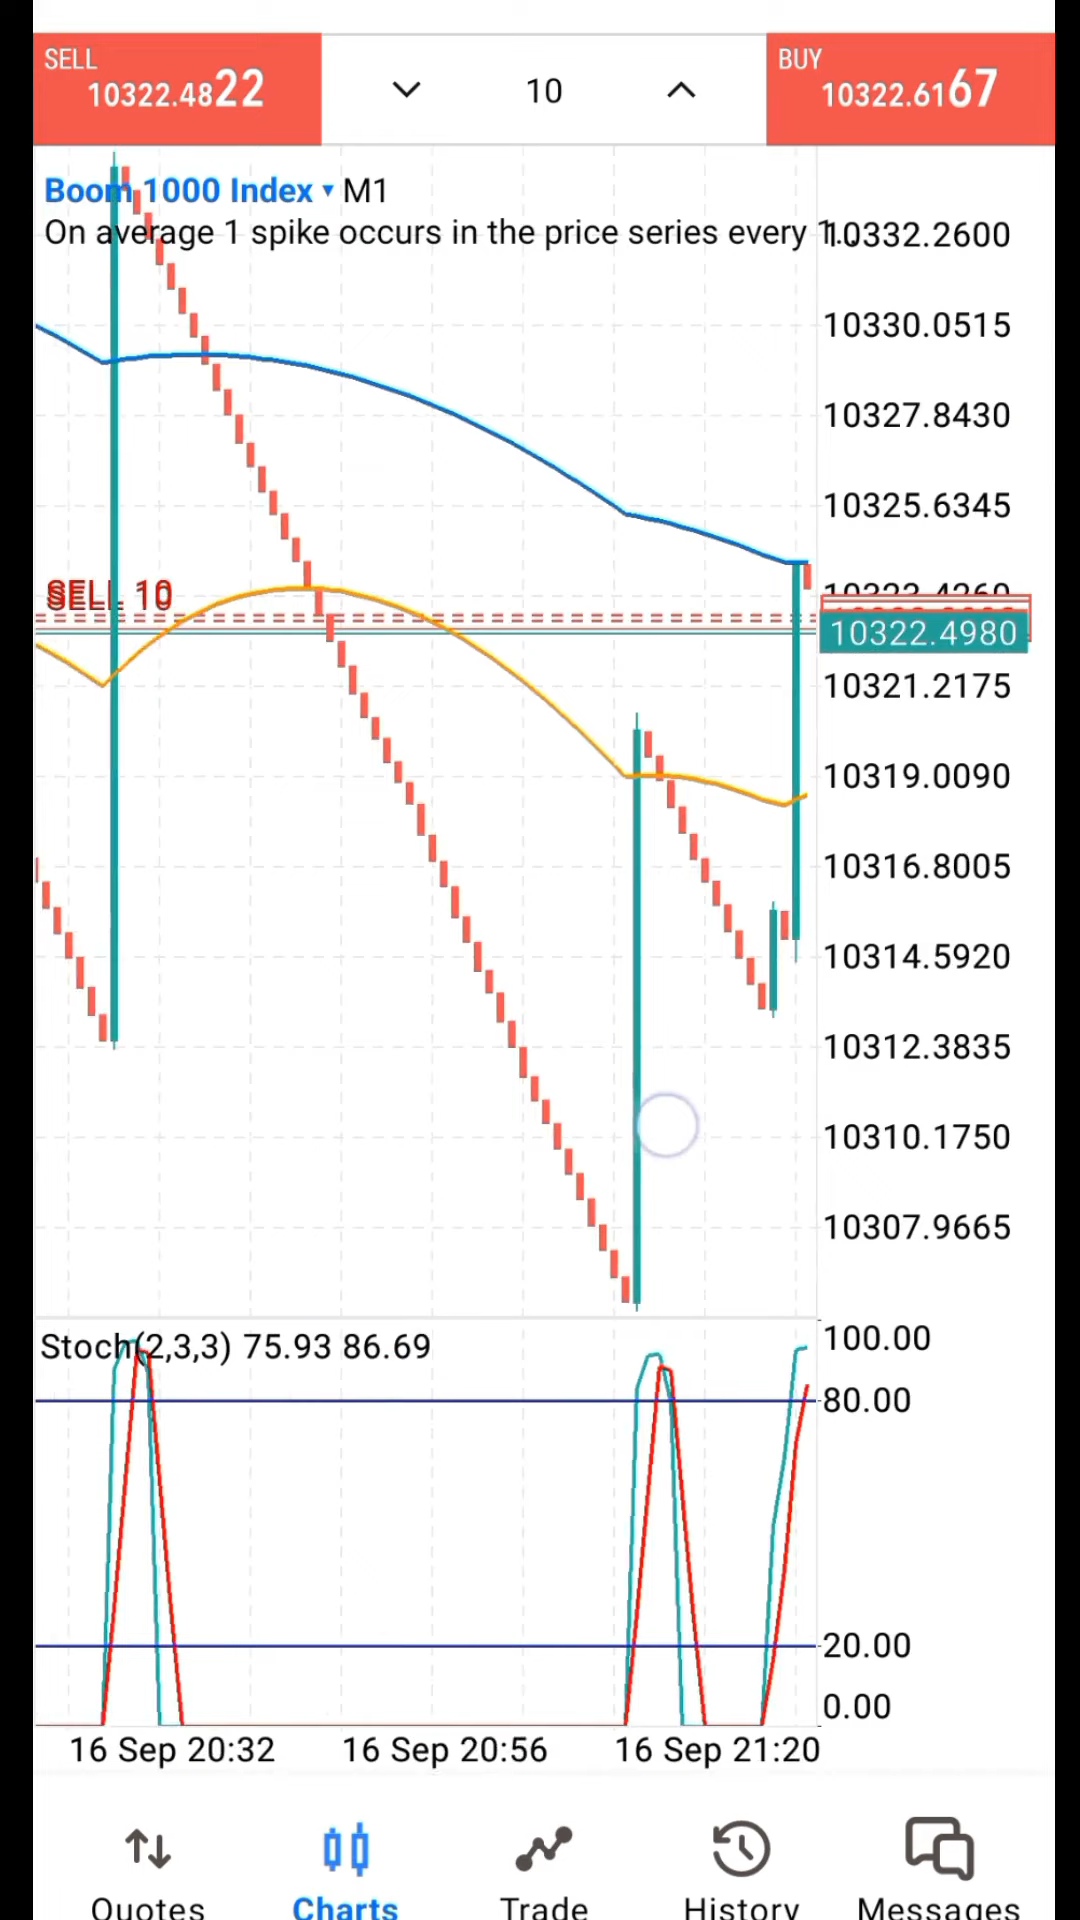 SELL
10322.4822
10
BUY
10322.6167
Boom 1000 Index ▾ M1
On average 1 spike occurs in the price series every 1...
10332.2600
10330.0515
10327.8430
10325.6345
SELL 10
10322.4980
10321.2175
10319.0090
10316.8005
10314.5920
10312.3835
10310.1750
10307.9665
Stoch(2,3,3) 75.93 86.69
100.00
80.00
20.00
0.00
16 Sep 20:32
16 Sep 20:56
16 Sep 21:20
Quotes
Charts
Trade
History
Messages